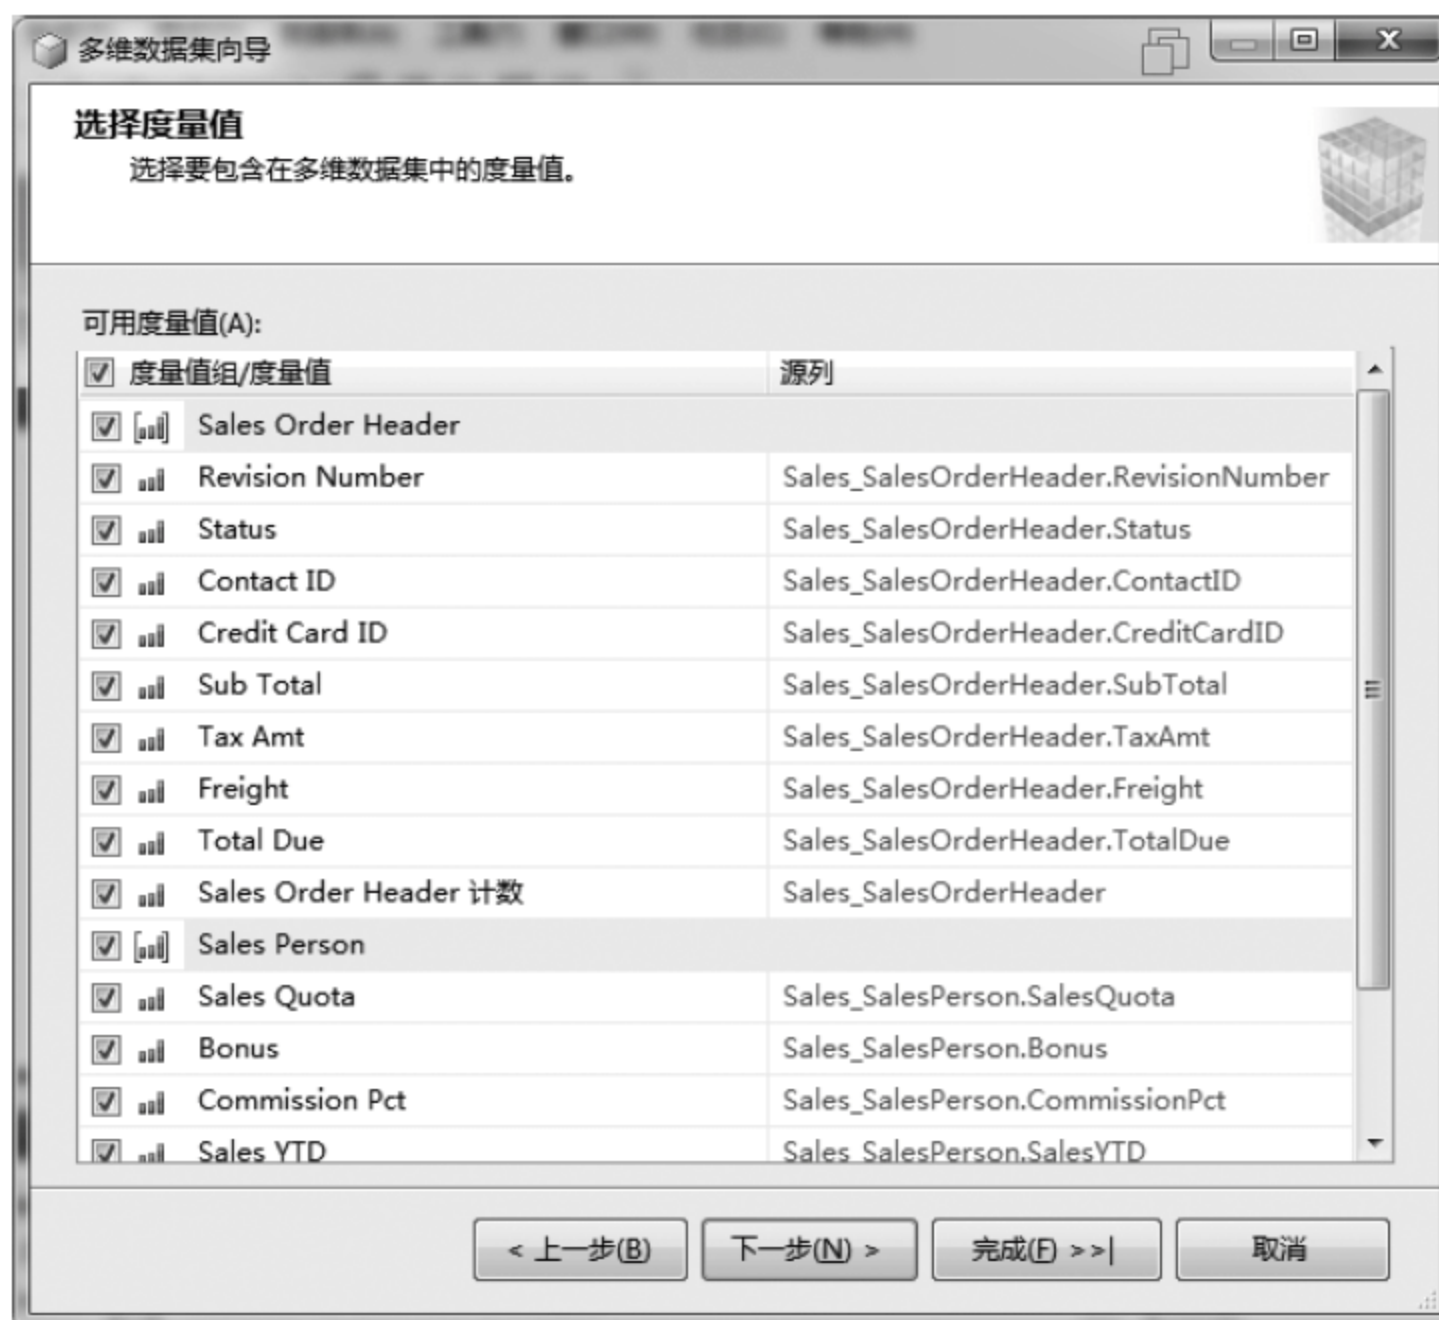 多维数据集向导
选择度量值
选择要包含在多维数据集中的度量值。
可用度量值(A):
度量值组/度量值 源列
Sales Order Header
Revision Number Sales_SalesOrderHeader.RevisionNumber
Status Sales_SalesOrderHeader.Status
Contact ID Sales_SalesOrderHeader.ContactID
Credit Card ID Sales_SalesOrderHeader.CreditCardID
Sub Total Sales_SalesOrderHeader.SubTotal
Tax Amt Sales_SalesOrderHeader.TaxAmt
Freight Sales_SalesOrderHeader.Freight
Total Due Sales_SalesOrderHeader.TotalDue
Sales Order Header 计数 Sales_SalesOrderHeader
Sales Person
Sales Quota Sales_SalesPerson.SalesQuota
Bonus Sales_SalesPerson.Bonus
Commission Pct Sales_SalesPerson.CommissionPct
Sales YTD Sales_SalesPerson.SalesYTD
< 上一步(B) 下一步(N) > 完成(F) >>| 取消